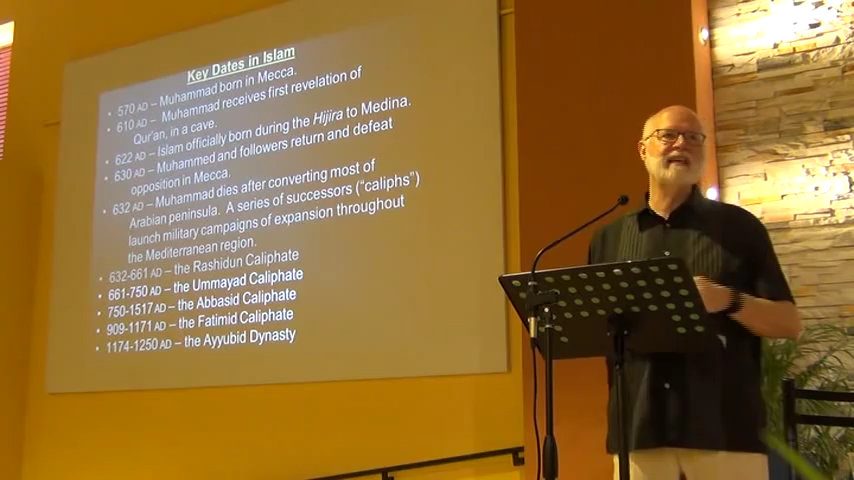 Key Dates in Islam
• 570 AD – Muhammad born in Mecca.
• 610 AD – Muhammad receives first revelation of
Qur'an, in a cave.
• 622 AD – Islam officially born during the Hijira to Medina.
• 630 AD – Muhammed and followers return and defeat
opposition in Mecca.
• 632 AD – Muhammad dies after converting most of
Arabian peninsula. A series of successors ("caliphs")
launch military campaigns of expansion throughout
the Mediterranean region.
• 632-661 AD – the Rashidun Caliphate
• 661-750 AD – the Ummayad Caliphate
• 750-1517 AD – the Abbasid Caliphate
• 909-1171 AD – the Fatimid Caliphate
• 1174-1250 AD – the Ayyubid Dynasty